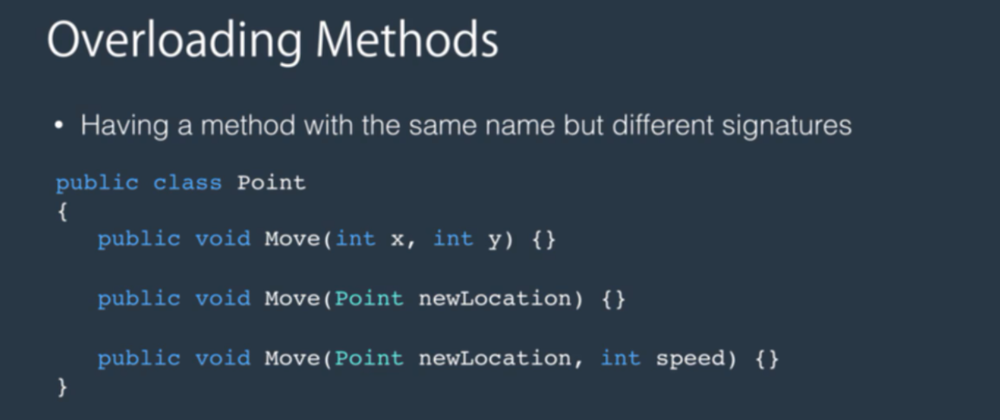 Overloading Methods
• Having a method with the same name but different signatures
public class Point
{
public void Move(int x, int y) {}
public void Move(Point newLocation) {}
public void Move(Point newLocation, int speed) {}
}